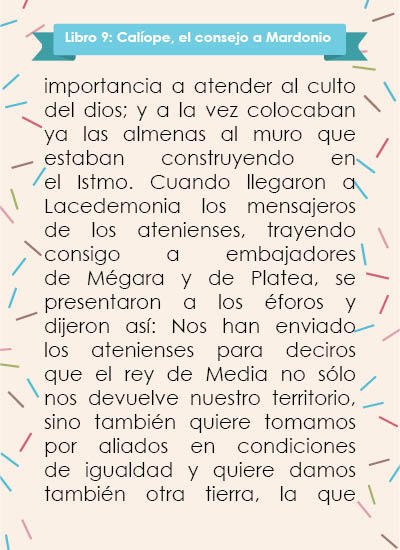 Libro 9: Calíope, el consejo a Mardonio
importancia a atender al culto
del dios; y a la vez colocaban
ya las almenas al muro que
estaban construyendo en
el Istmo. Cuando llegaron a
Lacedemonia los mensajeros
de los atenienses, trayendo
consigo a embajadores
de Mégara y de Platea, se
presentaron a los éforos y
dijeron así: Nos han enviado
los atenienses para deciros
que el rey de Media no sólo
nos devuelve nuestro territorio,
sino también quiere tomamos
por aliados en condiciones
de igualdad y quiere damos
también otra tierra, la que